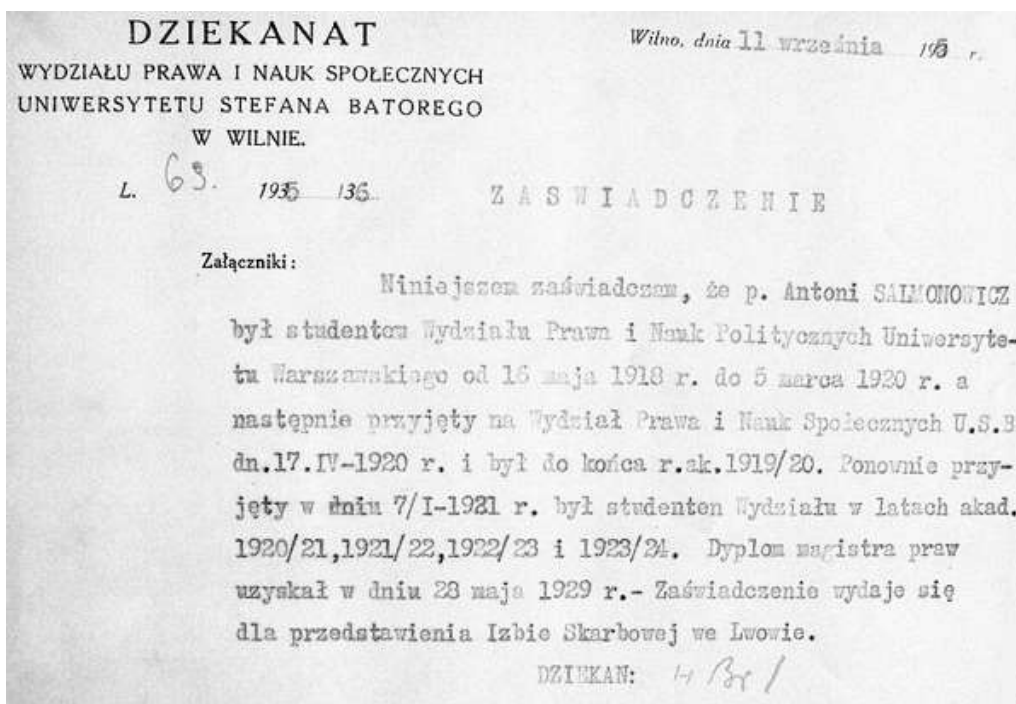 DZIEKANAT
WYDZIAŁU PRAWA I NAUK SPOŁECZNYCH
UNIWERSYTETU STEFANA BATOREGO
W WILNIE.
Wilno, dnia 11 września 195 r.
L. 63. 1935 /36
ZAŚWIADCZENIE
Załączniki:
Niniejszem zaświadczam, że p. Antoni SALMONOWICZ
był studentem Wydziału Prawa i Nauk Politycznych Uniwersyte-
tu Warszawskiego od 16 maja 1918 r. do 5 marca 1920 r. a
następnie przyjęty na Wydział Prawa i Nauk Społecznych U.S.B
dn.17.IV-1920 r. i był do końca r.ak.1919/20. Ponownie przy-
jęty w dniu 7/I-1921 r. był studentem Wydziału w latach akad.
1920/21,1921/22,1922/23 i 1923/24. Dyplom magistra praw
uzyskał w dniu 28 maja 1929 r.- Zaświadczenie wydaje się
dla przedstawienia Izbie Skarbowej we Lwowie.
DZIEKAN: